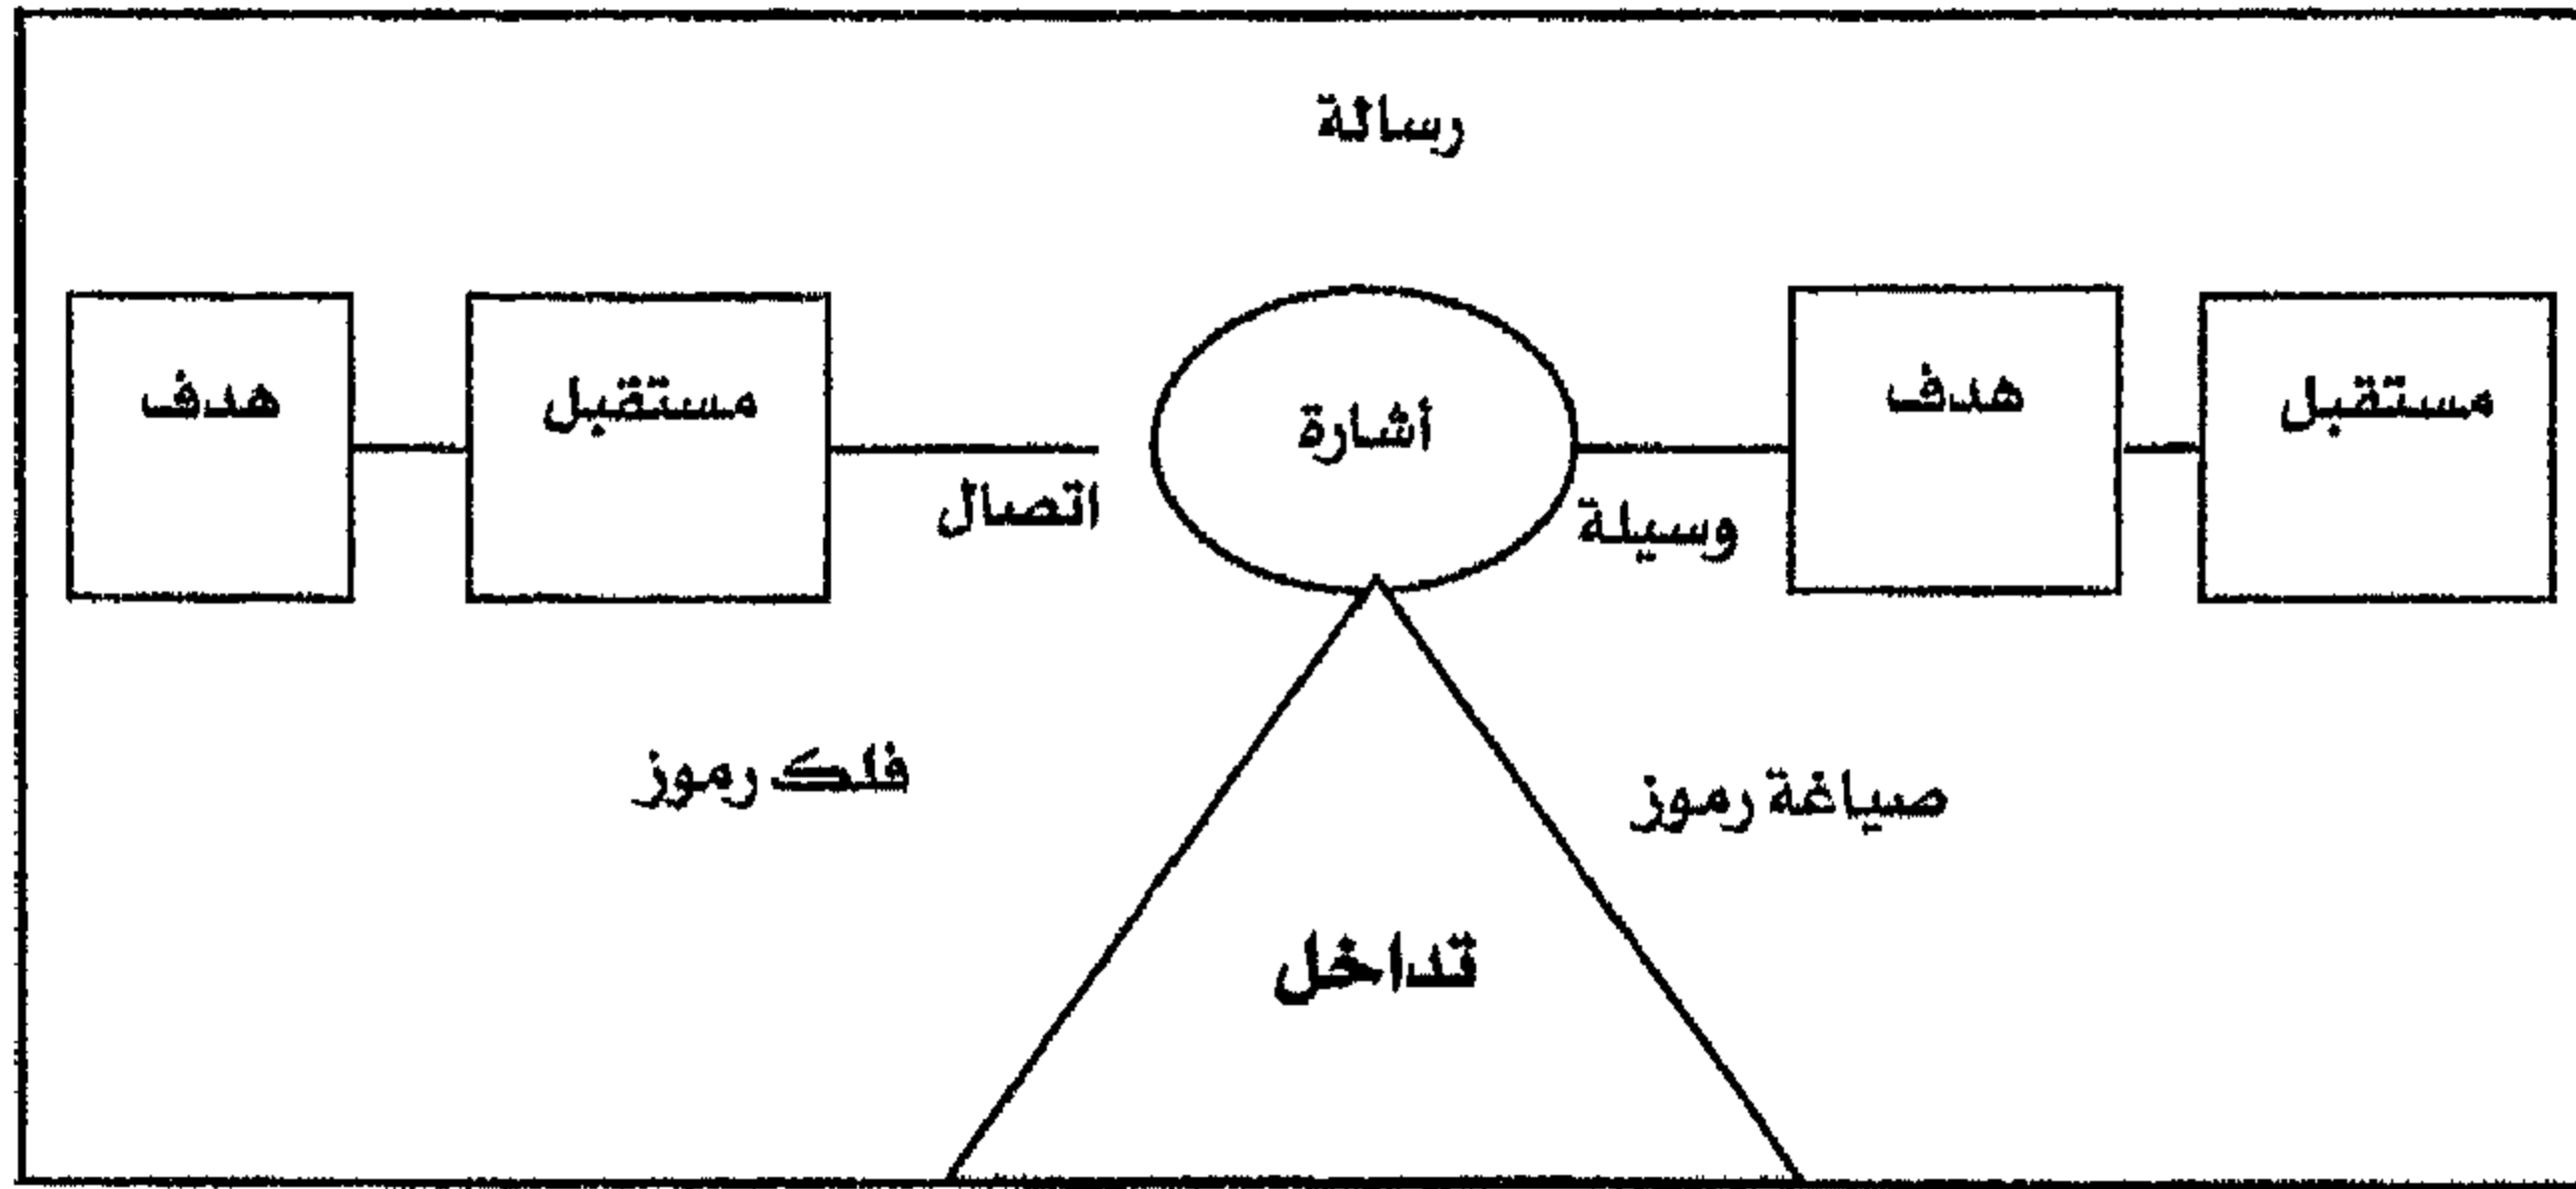 رسالة
مستقبل
هدف
أشارة
مستقبل
هدف
وسيلة
اتصال
صياغة رموز
فلك رموز
تداخل